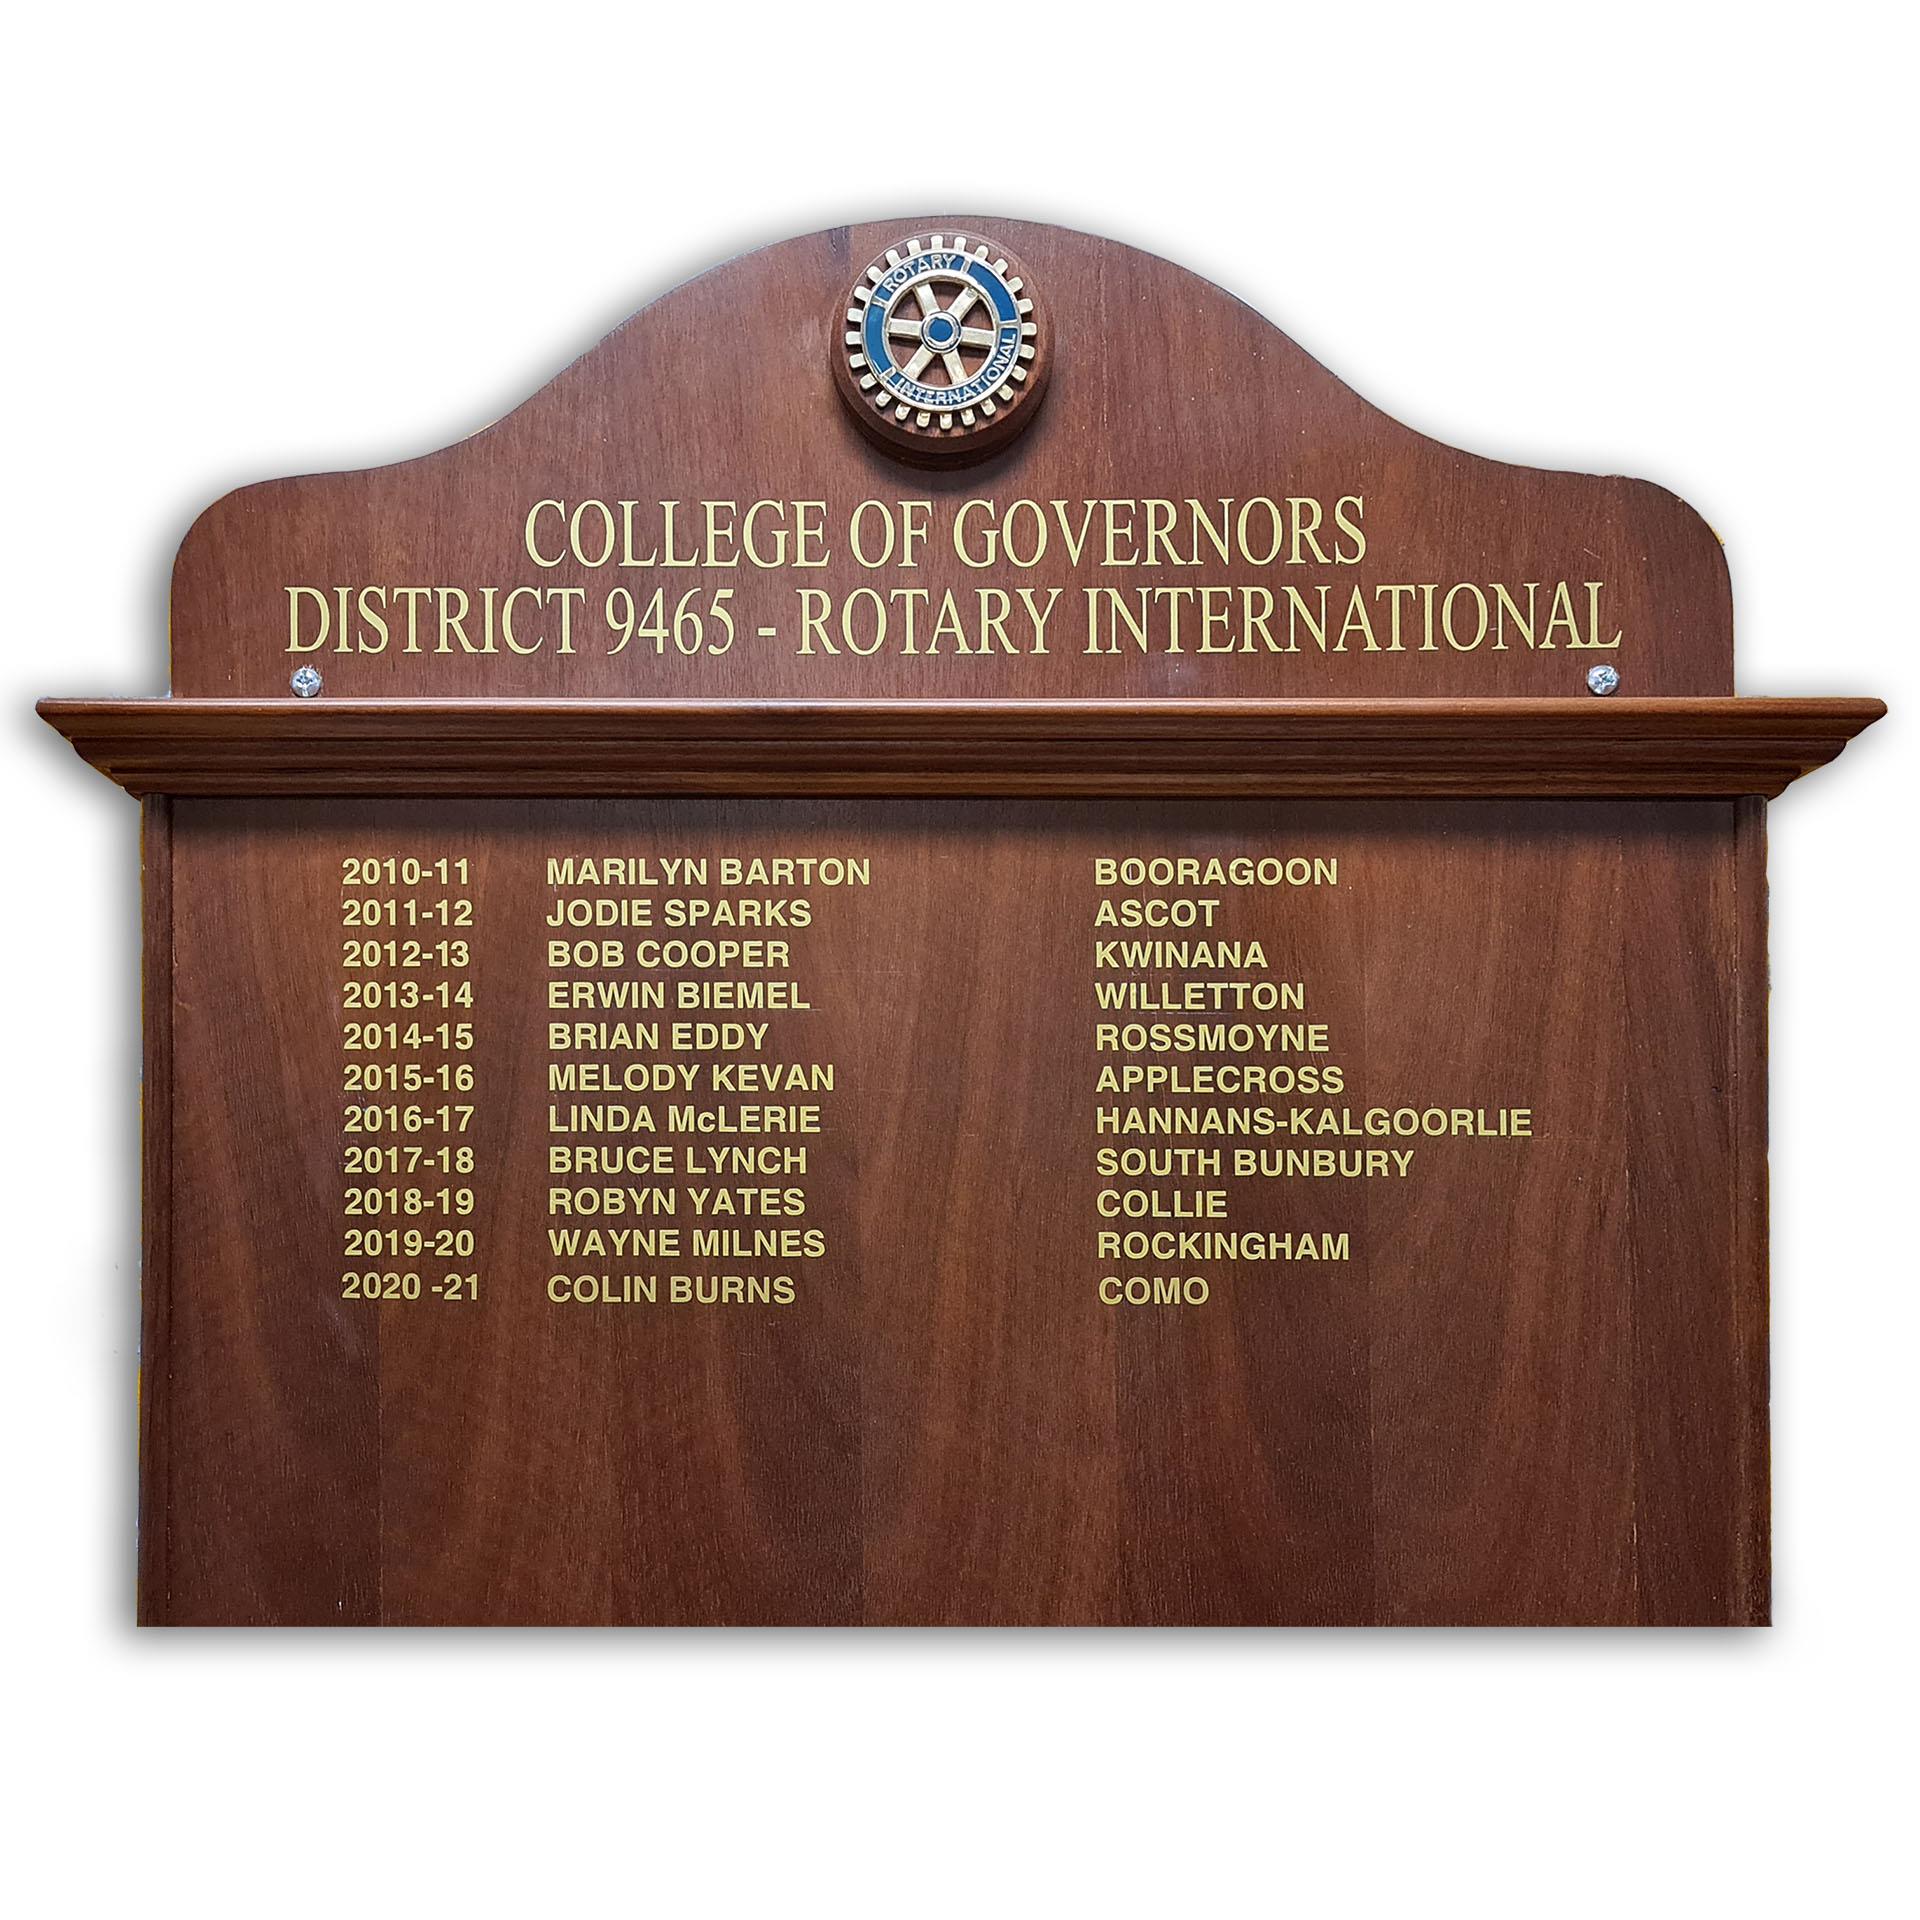 ROTARY
INTERNATIONAL
COLLEGE OF GOVERNORS
DISTRICT 9465 - ROTARY INTERNATIONAL
2010-11 MARILYN BARTON BOORAGOON
2011-12 JODIE SPARKS ASCOT
2012-13 BOB COOPER KWINANA
2013-14 ERWIN BIEMEL WILLETTON
2014-15 BRIAN EDDY ROSSMOYNE
2015-16 MELODY KEVAN APPLECROSS
2016-17 LINDA McLERIE HANNANS-KALGOORLIE
2017-18 BRUCE LYNCH SOUTH BUNBURY
2018-19 ROBYN YATES COLLIE
2019-20 WAYNE MILNES ROCKINGHAM
2020 -21 COLIN BURNS COMO